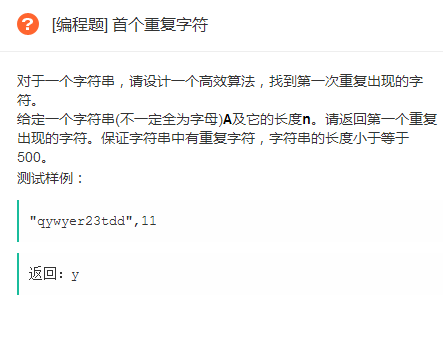 ? [编程题] 首个重复字符
对于一个字符串，请设计一个高效算法，找到第一次重复出现的字
符。
给定一个字符串(不一定全为字母)A及它的长度n。请返回第一个重复
出现的字符。保证字符串中有重复字符，字符串的长度小于等于
500。
测试样例：
"qywyer23tdd",11
返回：y